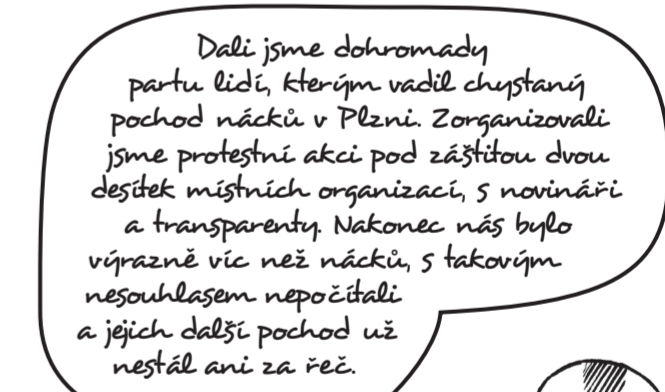 Dali jsme dohromady
partu lidí, kterým vadil chystaný
pochod nácků v Plzni. Zorganizovali
jsme protestní akci pod záštitou dvou
desítek místních organizací, s novináři
a transparenty. Nakonec nás bylo
výrazně víc než nácků, s takovým
nesouhlasem nepočítali
a jejich další pochod už
nestál ani za řeč.